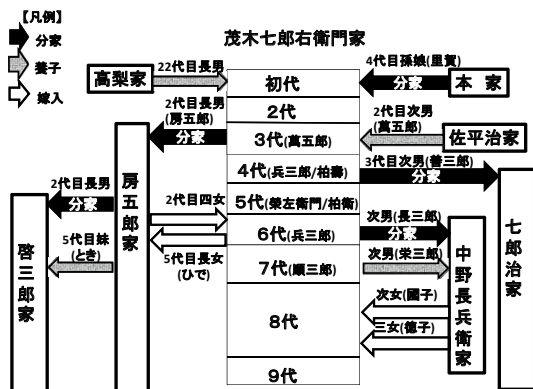 【凡例】
分家
養子
嫁入
茂木七郎右衛門家
高梨家
22代目長男
初代
4代目孫娘(里賀)
分家
本家
2代
2代目長男
(房五郎)
分家
3代(萬五郎)
2代目次男
(萬五郎)
佐平治家
4代(兵三郎/柏壽)
3代目次男(善三郎)
分家
七郎治家
房五郎家
2代目長男
分家
啓三郎家
2代目四女
5代(榮左衛門/柏衛)
6代(兵三郎)
次男(長三郎)
分家
中野長兵衛家
5代目妹
(とき)
5代目長女
(ひで)
7代(順三郎)
次男(栄三郎)
次女(國子)
8代
三女(徳子)
9代